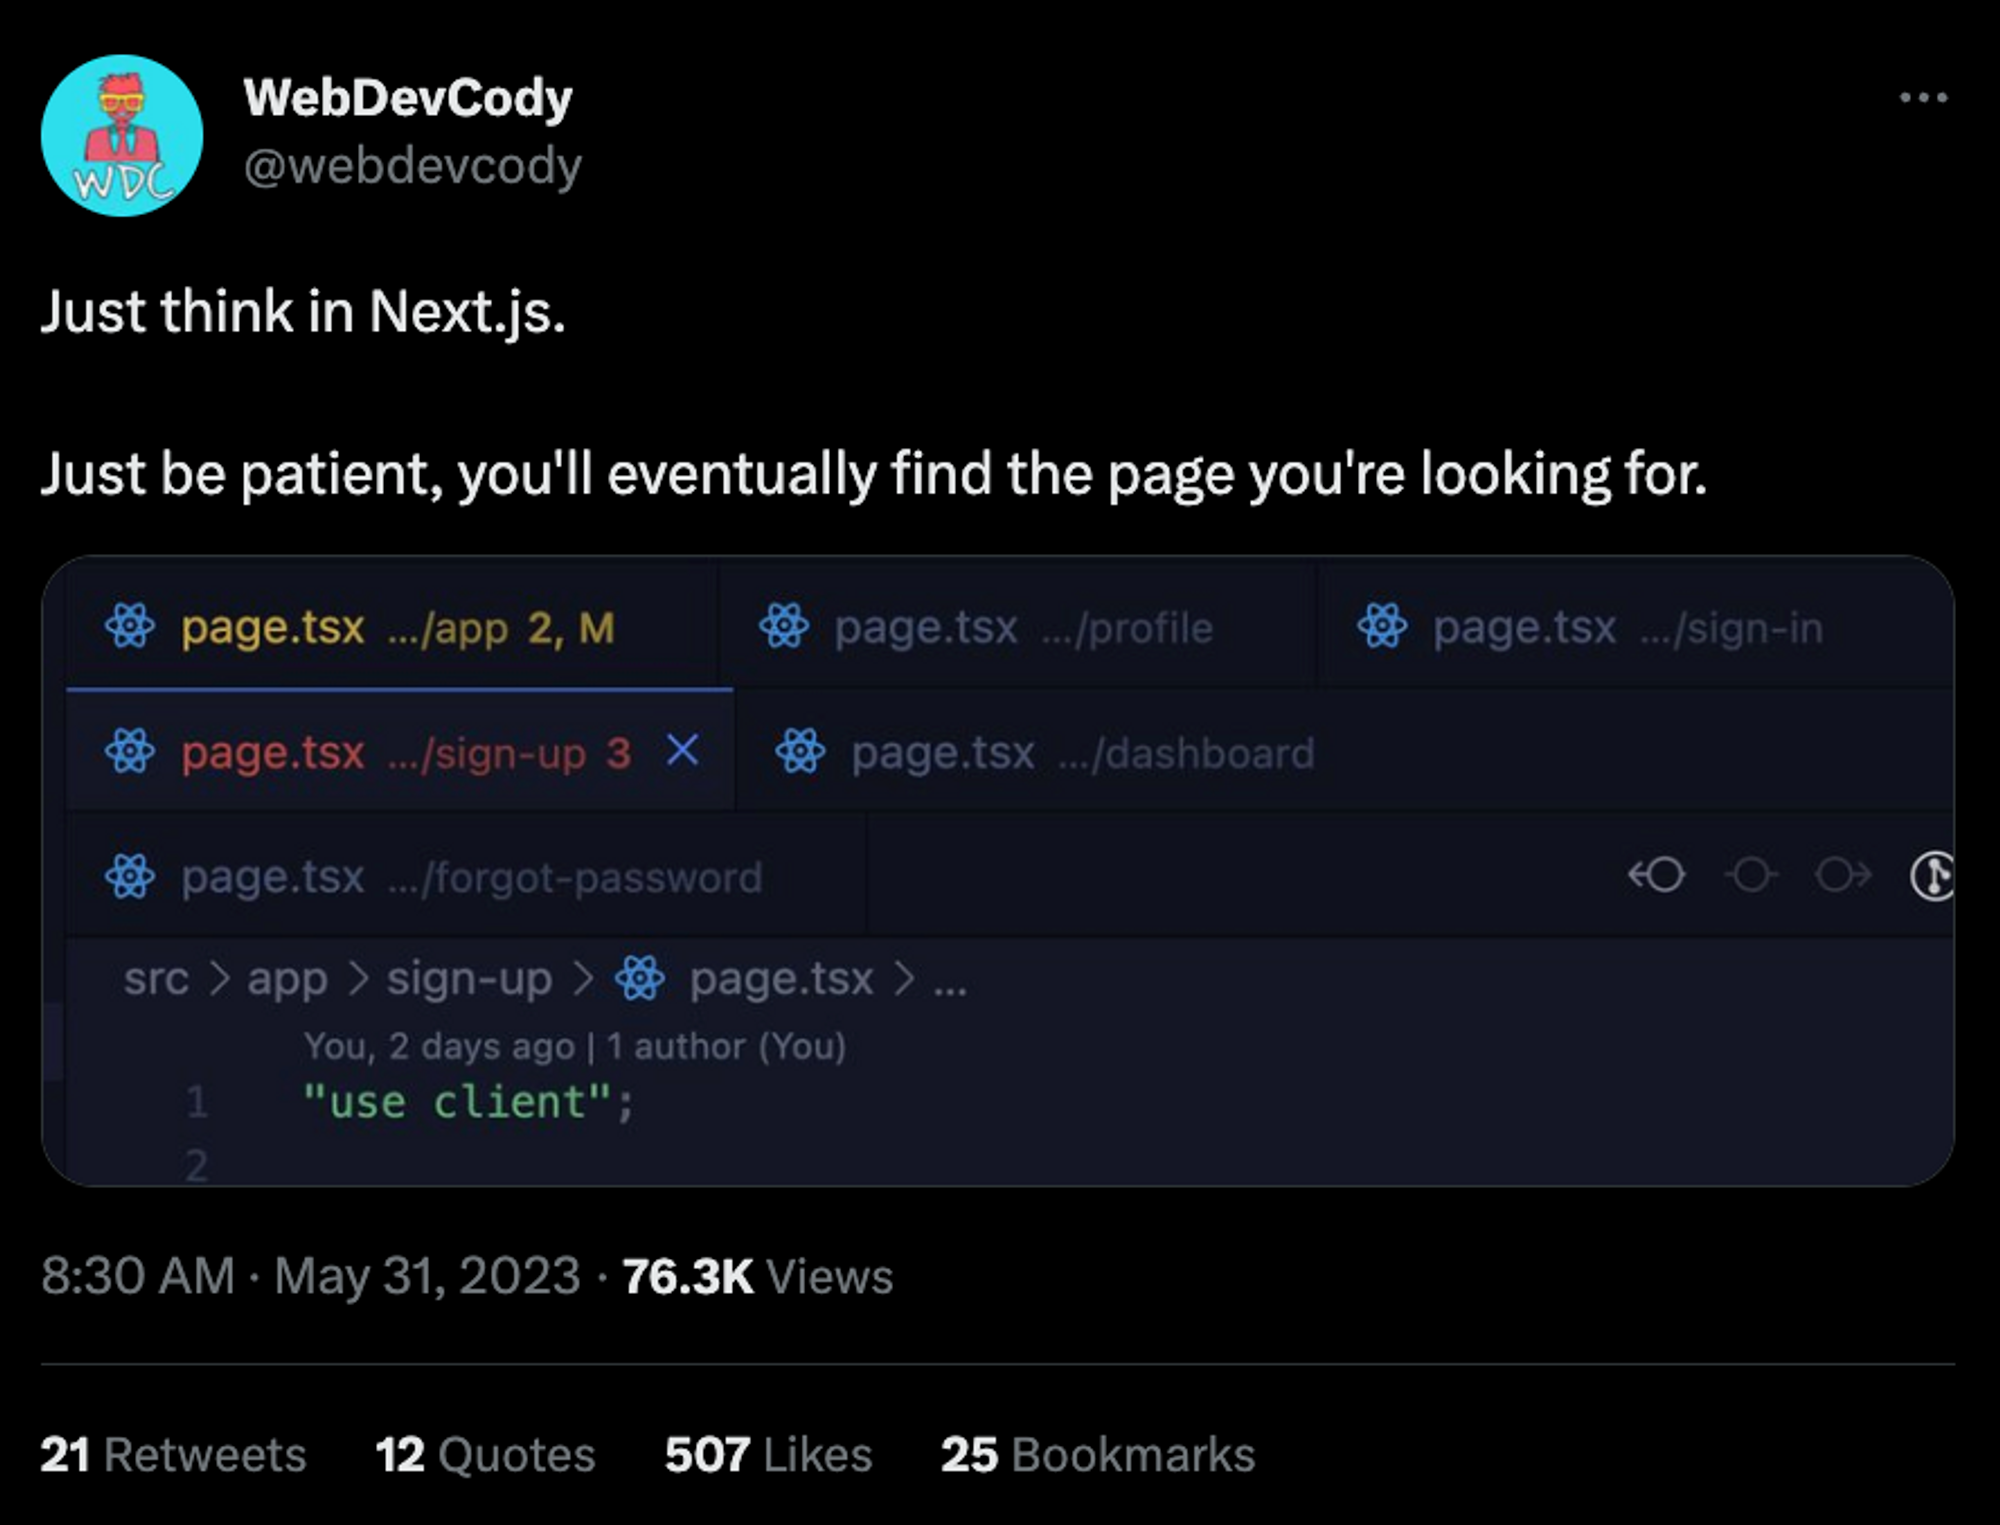 WDC
WebDevCody
@webdevcody
Just think in Next.js.
Just be patient, you'll eventually find the page you're looking for.
page.tsx .../app 2, M page.tsx .../profile page.tsx .../sign-in
page.tsx .../sign-up 3 page.tsx .../dashboard
page.tsx .../forgot-password
src > app > sign-up > page.tsx > ...
You, 2 days ago | 1 author (You)
1 "use client";
2
8:30 AM · May 31, 2023 · 76.3K Views
21 Retweets 12 Quotes 507 Likes 25 Bookmarks